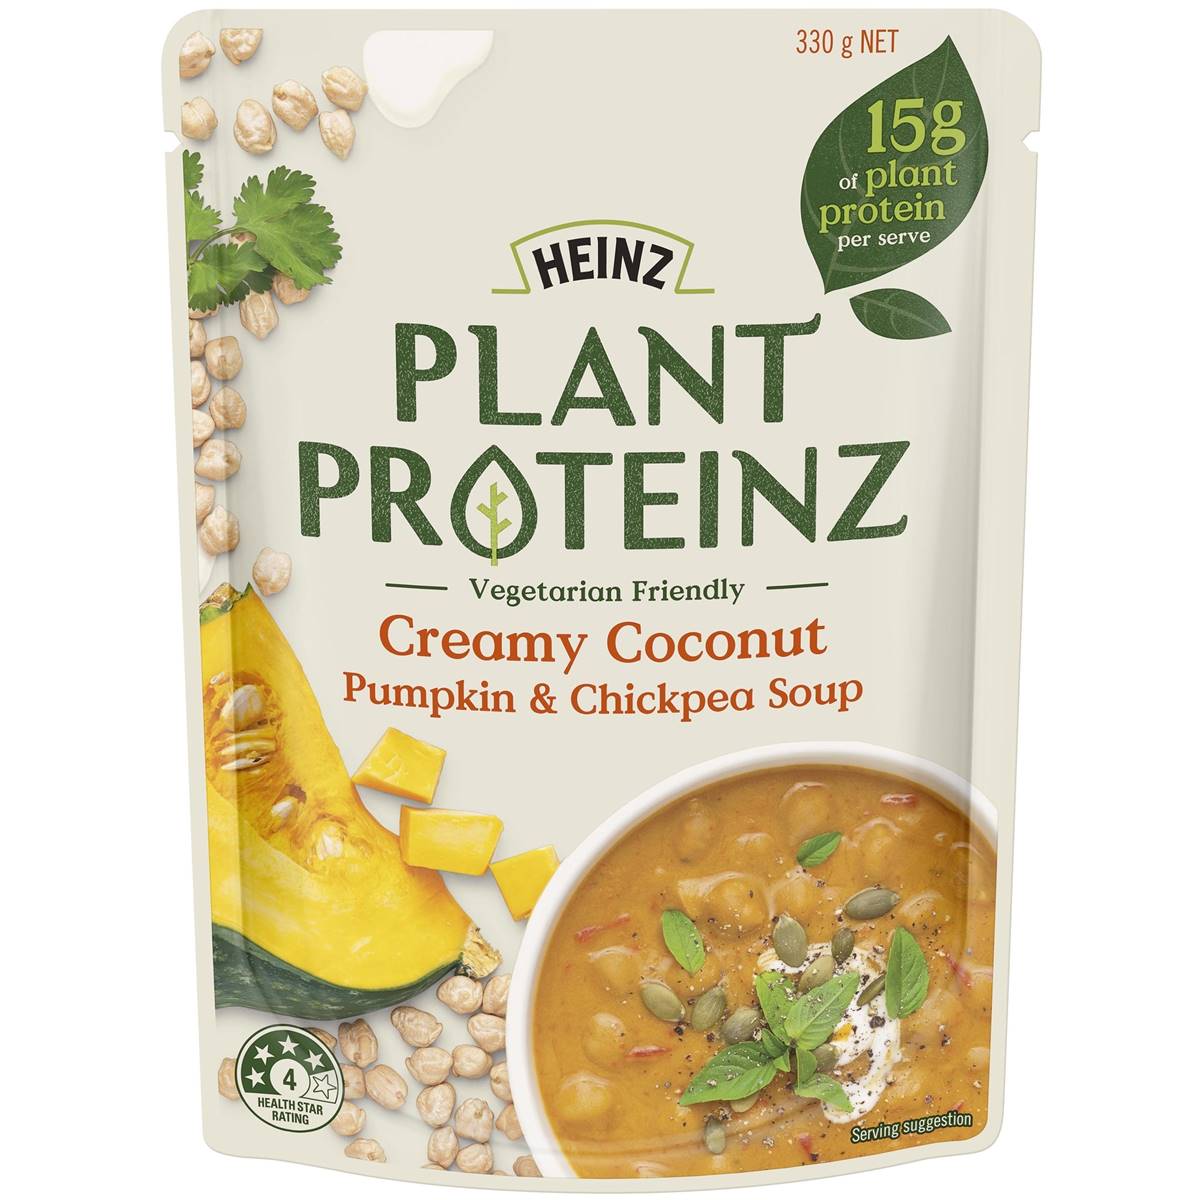 330 g NET
15g
of plant
protein
per serve
HEINZ
PLANT
PROTEINZ
Vegetarian Friendly
Creamy Coconut
Pumpkin & Chickpea Soup
4
HEALTH STAR
RATING
Serving suggestion